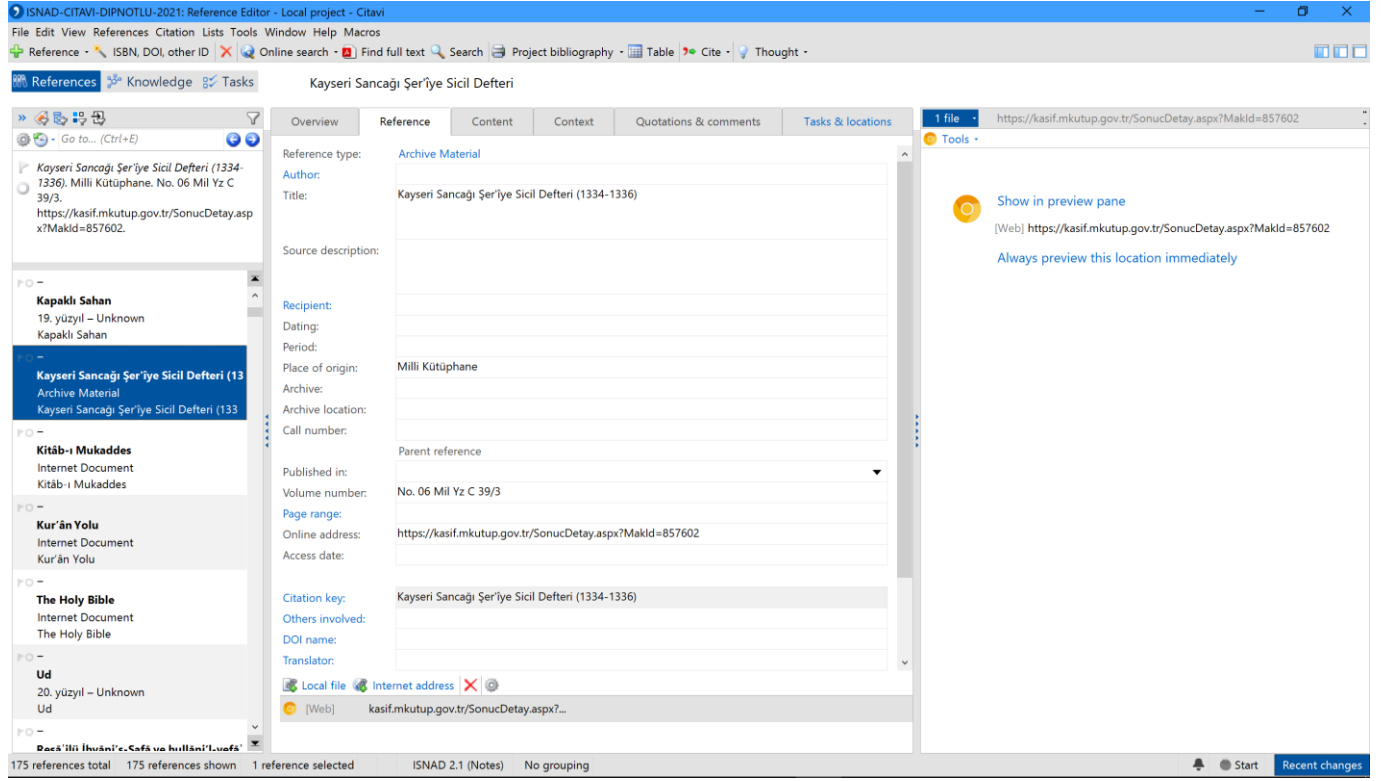 ISNAD-CITAVI-DIPNOTLU-2021: Reference Editor - Local project - Citavi
File Edit View References Citation Lists Tools Window Help Macros
Reference ISBN, DOI, other ID Online search Find full text Search Project bibliography Table Cite Thought
References Knowledge Tasks
Kayseri Sancağı Şer'îye Sicil Defteri
Go to... (Ctrl+E)
Kayseri Sancağı Şer'îye Sicil Defteri (1334-
1336). Milli Kütüphane. No. 06 Mil Yz C
39/3.
https://kasif.mkutup.gov.tr/SonucDetay.asp
x?MakId=857602.
–
Kapaklı Sahan
19. yüzyıl – Unknown
Kapaklı Sahan
–
Kayseri Sancağı Şer'îye Sicil Defteri (13
Archive Material
Kayseri Sancağı Şer'îye Sicil Defteri (133
–
Kitâb-ı Mukaddes
Internet Document
Kitâb-ı Mukaddes
–
Kur'ân Yolu
Internet Document
Kur'ân Yolu
–
The Holy Bible
Internet Document
The Holy Bible
–
Ud
20. yüzyıl – Unknown
Ud
–
Overview Reference Content Context Quotations & comments Tasks & locations
Reference type: Archive Material
Author:
Title: Kayseri Sancağı Şer'îye Sicil Defteri (1334-1336)
Source description:
Recipient:
Dating:
Period:
Place of origin: Milli Kütüphane
Archive:
Archive location:
Call number:
Parent reference
Published in:
Volume number: No. 06 Mil Yz C 39/3
Page range:
Online address: https://kasif.mkutup.gov.tr/SonucDetay.aspx?MakId=857602
Access date:
Citation key: Kayseri Sancağı Şer'îye Sicil Defteri (1334-1336)
Others involved:
DOI name:
Translator:
Local file Internet address
[Web] kasif.mkutup.gov.tr/SonucDetay.aspx?...
1 file https://kasif.mkutup.gov.tr/SonucDetay.aspx?MakId=857602
Tools
Show in preview pane
[Web] https://kasif.mkutup.gov.tr/SonucDetay.aspx?MakId=857602
Always preview this location immediately
175 references total 175 references shown 1 reference selected ISNAD 2.1 (Notes) No grouping Start Recent changes